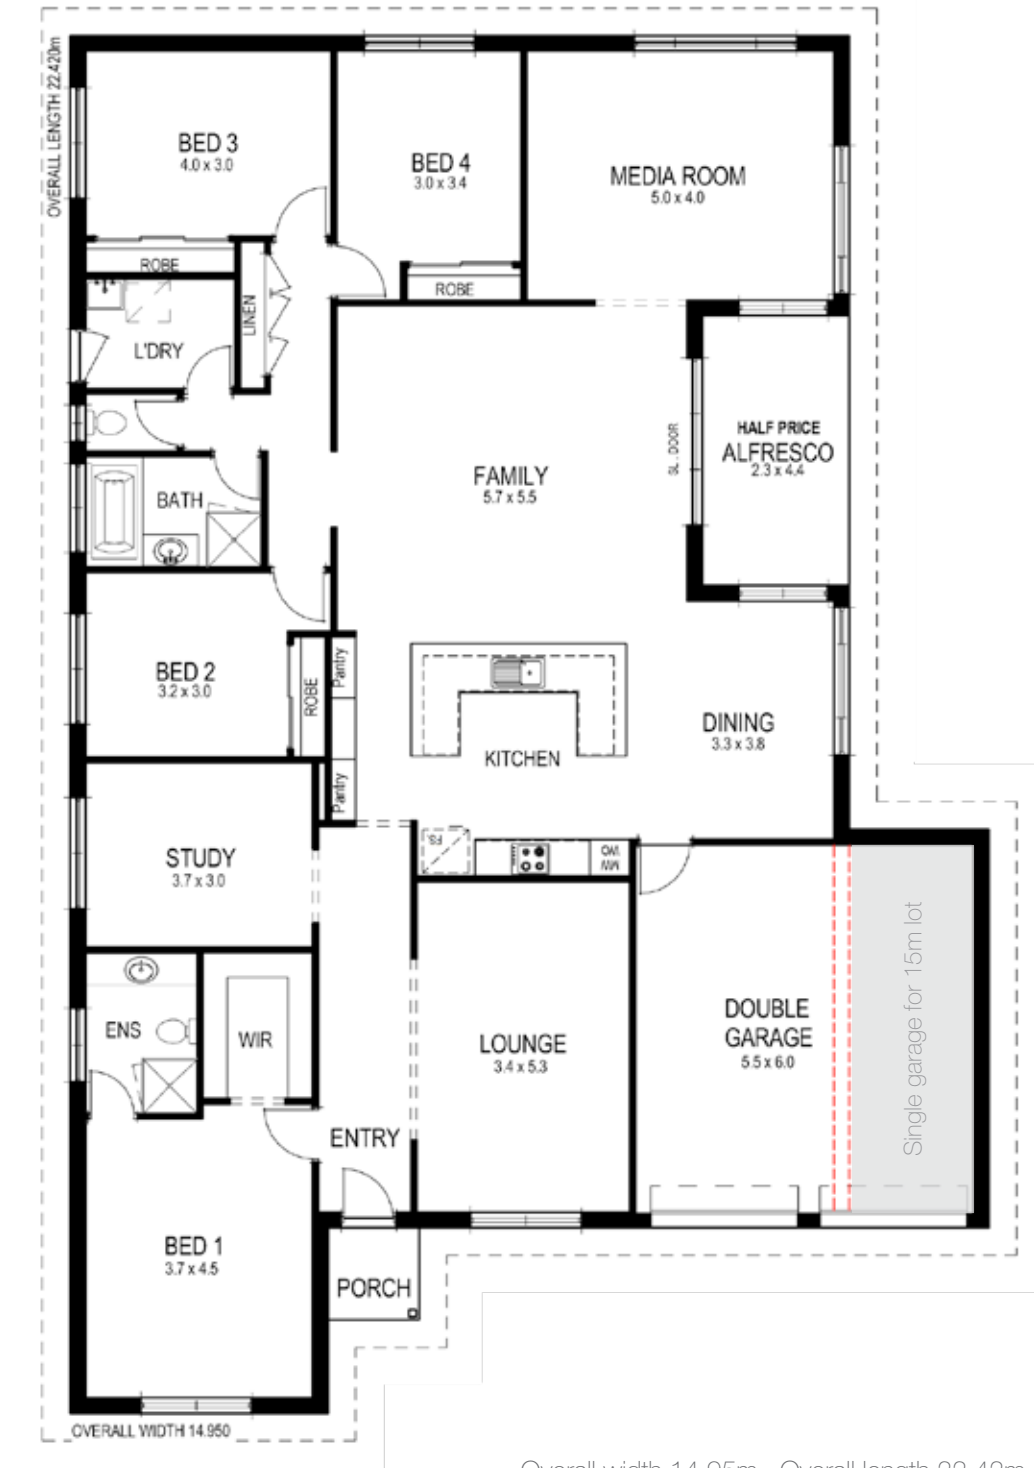 OVERALL LENGTH 22.420m
BED 3
4.0 x 3.0
BED 4
3.0 x 3.4
MEDIA ROOM
5.0 x 4.0
ROBE
ROBE
LINEN
L'DRY
HALF PRICE
ALFRESCO
2.3 x 4.4
SL. DOOR
FAMILY
5.7 x 5.5
BATH
BED 2
3.2 x 3.0
ROBE
Pantry
DINING
3.3 x 3.8
KITCHEN
Pantry
FS
WO
MW
STUDY
3.7 x 3.0
Single garage for 15m lot
DOUBLE
GARAGE
5.5 x 6.0
ENS
WIR
LOUNGE
3.4 x 5.3
ENTRY
BED 1
3.7 x 4.5
PORCH
OVERALL WIDTH 14.950